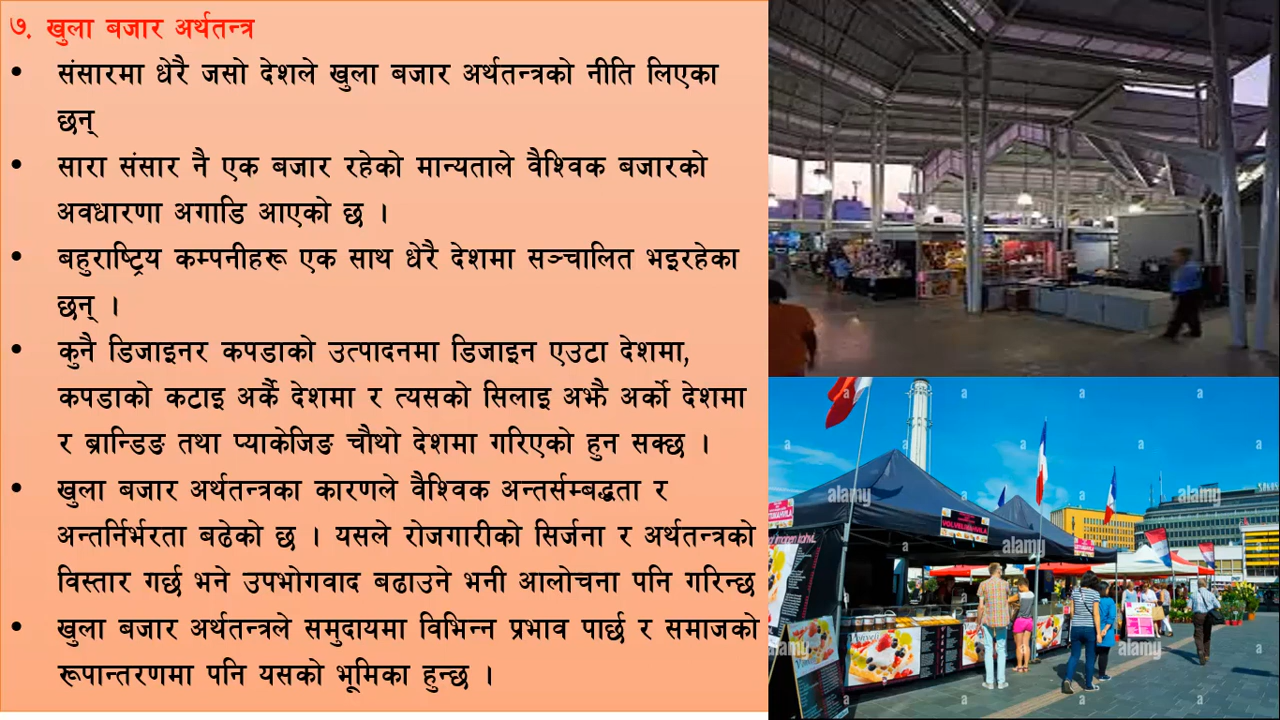 ७. खुला बजार अर्थतन्त्र
• संसारमा धेरै जसो देशले खुला बजार अर्थतन्त्रको नीति लिएका
छन्
• सारा संसार नै एक बजार रहेको मान्यताले वैश्विक बजारको
अवधारणा अगाडि आएको छ ।
• बहुराष्ट्रिय कम्पनीहरू एक साथ धेरै देशमा सञ्चालित भइरहेका
छन् ।
• कुनै डिजाइनर कपडाको उत्पादनमा डिजाइन एउटा देशमा,
कपडाको कटाइ अर्कै देशमा र त्यसको सिलाइ अझै अर्को देशमा
र ब्रान्डिङ तथा प्याकेजिङ चौथो देशमा गरिएको हुन सक्छ ।
• खुला बजार अर्थतन्त्रका कारणले वैश्विक अन्तर्सम्बद्धता र
अन्तर्निर्भरता बढेको छ । यसले रोजगारीको सिर्जना र अर्थतन्त्रको
विस्तार गर्छ भने उपभोगवाद बढाउने भनी आलोचना पनि गरिन्छ
• खुला बजार अर्थतन्त्रले समुदायमा विभिन्न प्रभाव पार्छ र समाजको
रूपान्तरणमा पनि यसको भूमिका हुन्छ ।
alamy
alamy
alamy
alamy
alamy